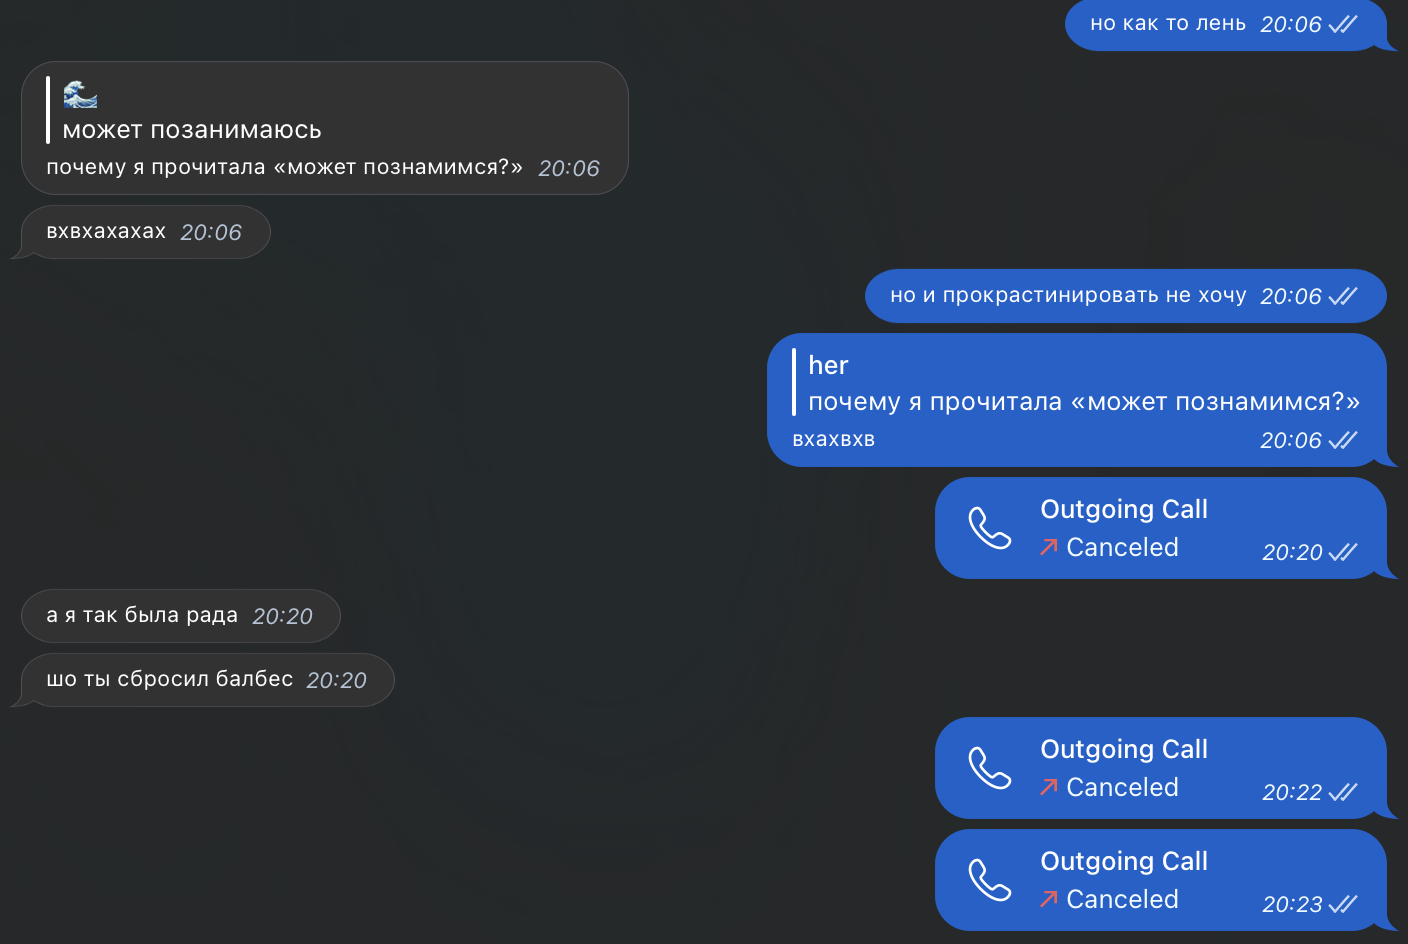 но как то лень 20:06
🌊
может позанимаюсь
почему я прочитала «может познамимся?» 20:06
вхвхахахах 20:06
но и прокрастинировать не хочу 20:06
her
почему я прочитала «может познамимся?»
вхахвхв 20:06
Outgoing Call
Canceled 20:20
а я так была рада 20:20
шо ты сбросил балбес 20:20
Outgoing Call
Canceled 20:22
Outgoing Call
Canceled 20:23